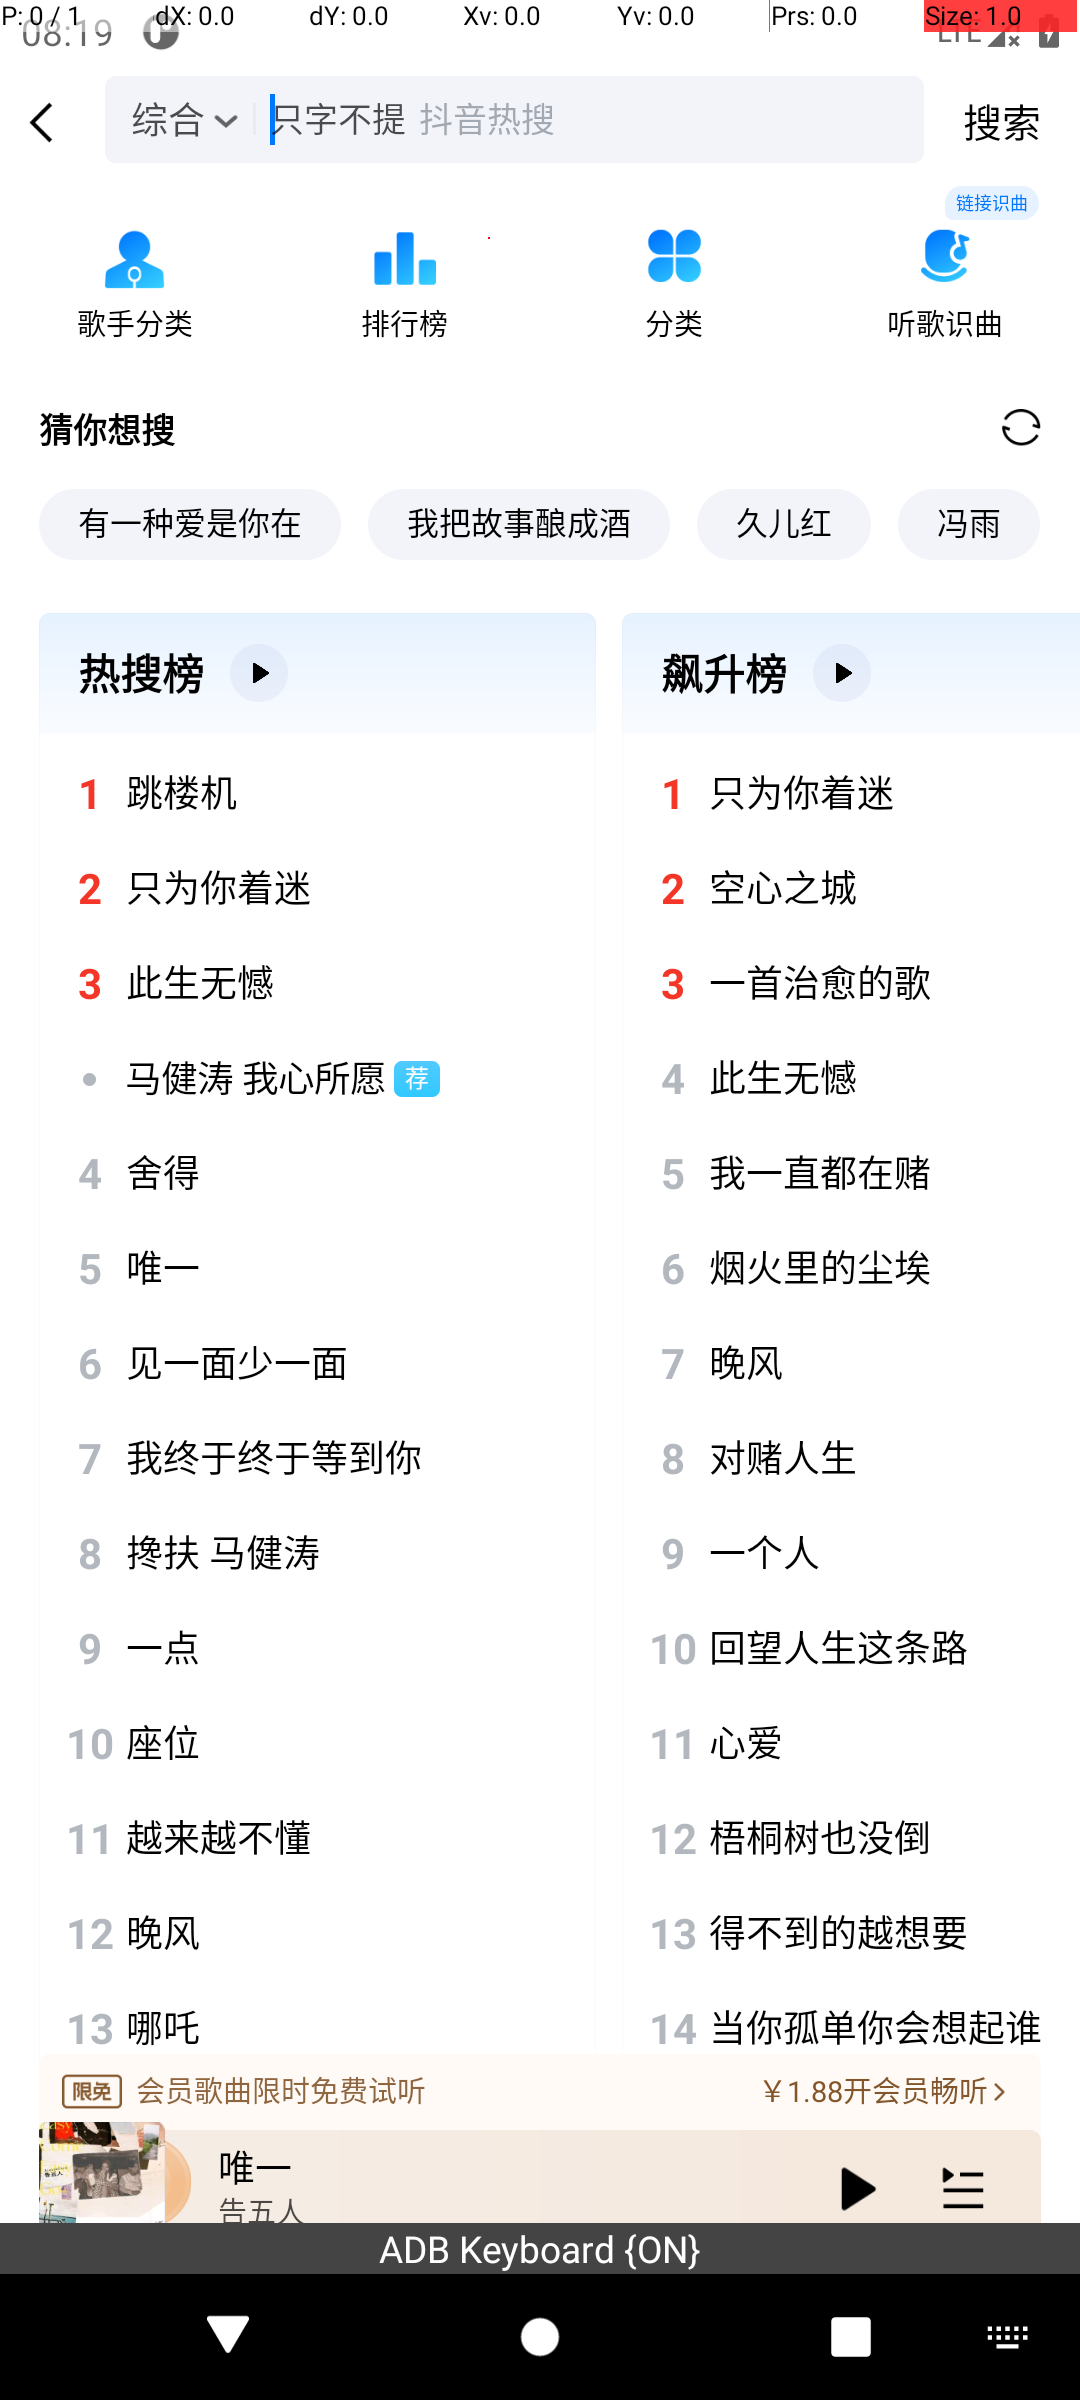 P: 0 / 1 dX: 0.0 dY: 0.0 Xv: 0.0 Yv: 0.0 Prs: 0.0 Size: 1.0
08:19 LTE
综合 只字不提 抖音热搜 搜索
链接识曲
歌手分类 排行榜 分类 听歌识曲
猜你想搜
有一种爱是你在 我把故事酿成酒 久儿红 冯雨
热搜榜
1 跳楼机
2 只为你着迷
3 此生无憾
马健涛 我心所愿 荐
4 舍得
5 唯一
6 见一面少一面
7 我终于终于等到你
8 搀扶 马健涛
9 一点
10 座位
11 越来越不懂
12 晚风
13 哪吒
飙升榜
1 只为你着迷
2 空心之城
3 一首治愈的歌
4 此生无憾
5 我一直都在赌
6 烟火里的尘埃
7 晚风
8 对赌人生
9 一个人
10 回望人生这条路
11 心爱
12 梧桐树也没倒
13 得不到的越想要
14 当你孤单你会想起谁
限免 会员歌曲限时免费试听 ￥1.88开会员畅听
唯一
告五人
ADB Keyboard {ON}